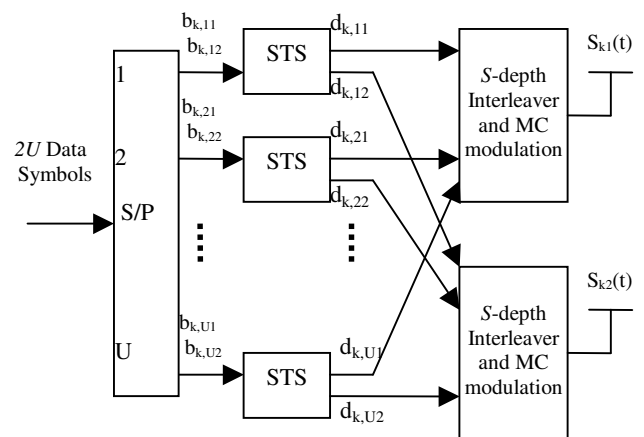 b_{k,11}
b_{k,12}
STS
d_{k,11}
d_{k,12}
S_{k1}(t)
S-depth
Interleaver
and MC
modulation
1
b_{k,21}
b_{k,22}
STS
d_{k,21}
d_{k,22}
2
2U Data
Symbols
S/P
S_{k2}(t)
S-depth
Interleaver
and MC
modulation
b_{k,U1}
b_{k,U2}
U
STS
d_{k,U1}
d_{k,U2}